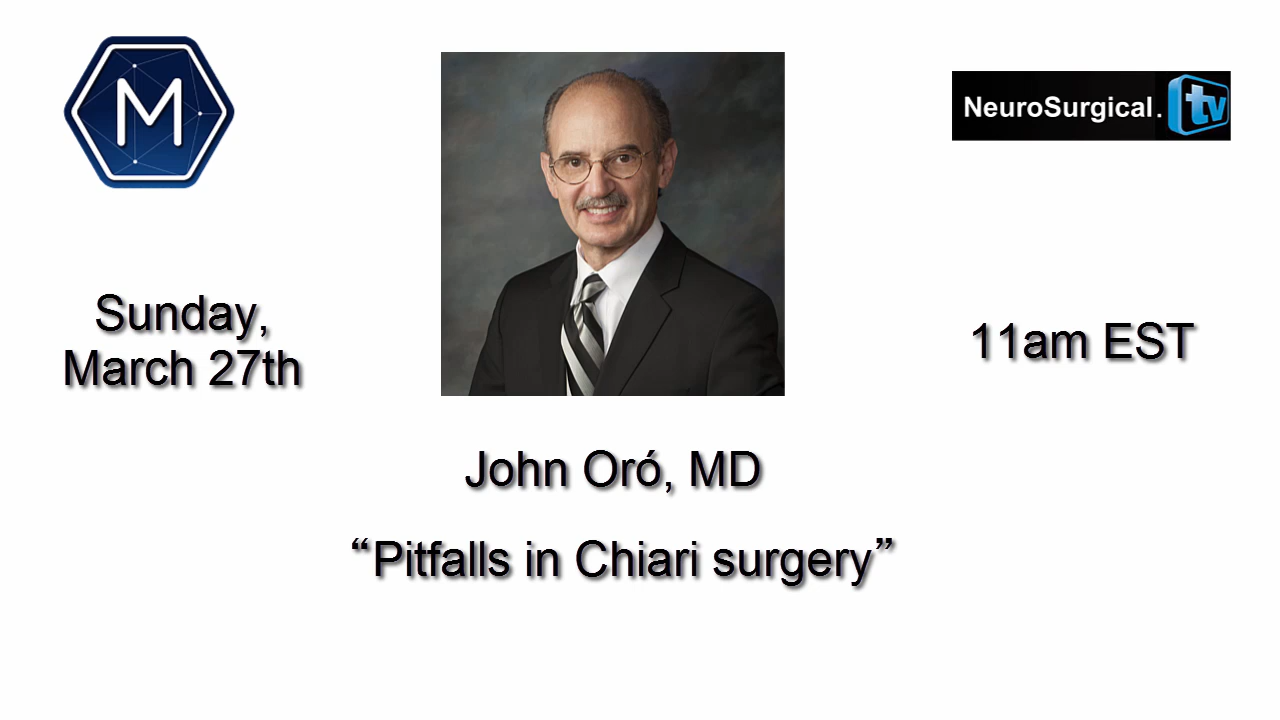 M
NeuroSurgical.tv
Sunday,
March 27th
11am EST
John Oró, MD
“Pitfalls in Chiari surgery”